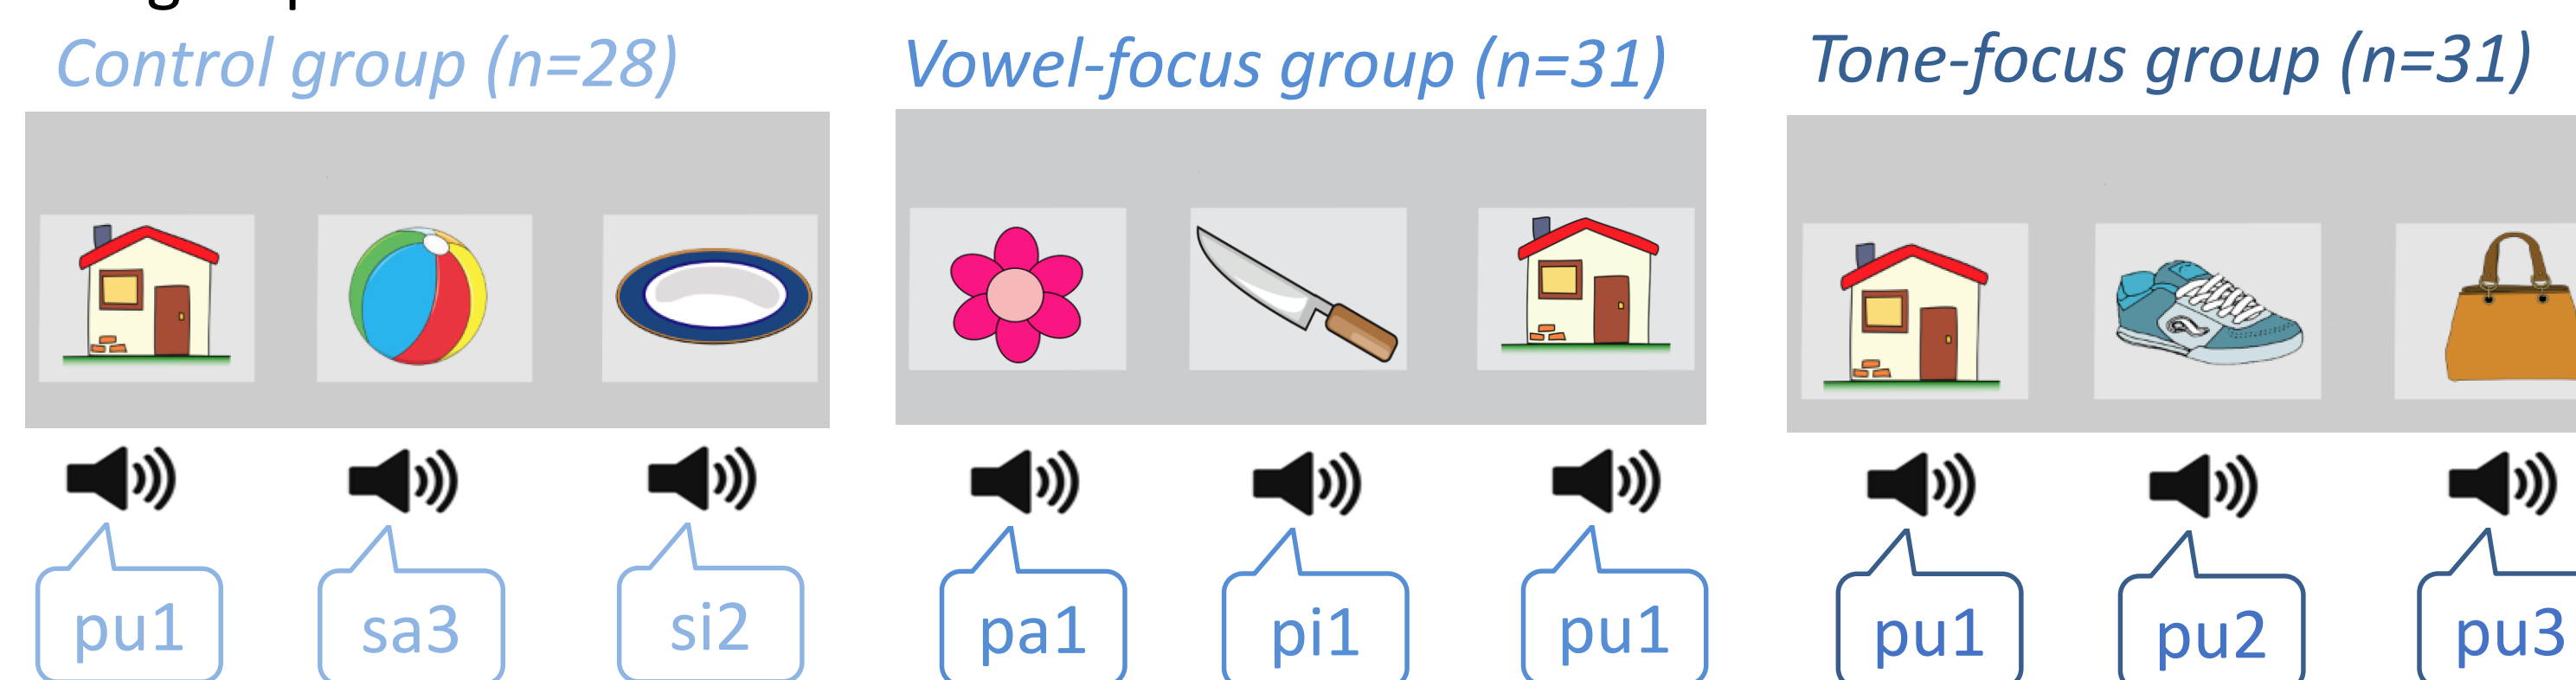 Control group (n=28)
Vowel-focus group (n=31)
Tone-focus group (n=31)
pu1
sa3
si2
pa1
pi1
pu1
pu1
pu2
pu3